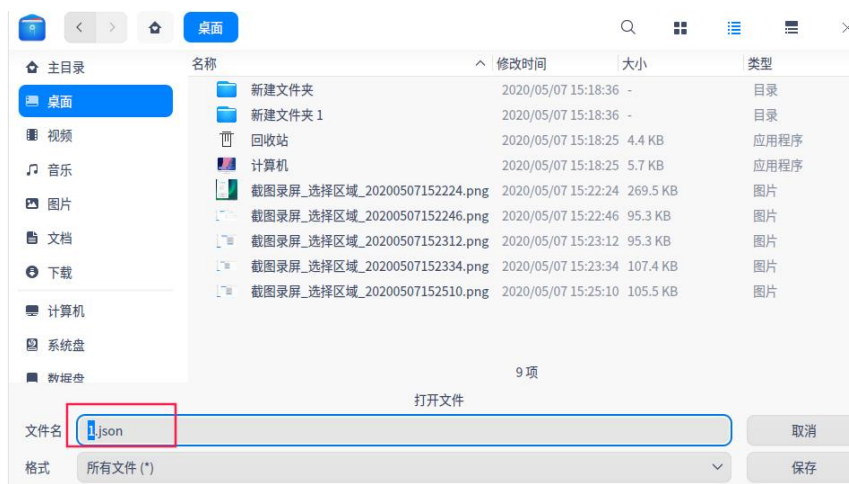 桌面
主目录
桌面
视频
音乐
图片
文档
下载
计算机
系统盘
数据盘
名称 修改时间 大小 类型
新建文件夹 2020/05/07 15:18:36 - 目录
新建文件夹 1 2020/05/07 15:18:36 - 目录
回收站 2020/05/07 15:18:25 4.4 KB 应用程序
计算机 2020/05/07 15:18:25 5.7 KB 应用程序
截图录屏_选择区域_20200507152224.png 2020/05/07 15:22:24 269.5 KB 图片
截图录屏_选择区域_20200507152246.png 2020/05/07 15:22:46 95.3 KB 图片
截图录屏_选择区域_20200507152312.png 2020/05/07 15:23:12 95.3 KB 图片
截图录屏_选择区域_20200507152334.png 2020/05/07 15:23:34 107.4 KB 图片
截图录屏_选择区域_20200507152510.png 2020/05/07 15:25:10 105.5 KB 图片
9 项
打开文件
文件名 1.json 取消
格式 所有文件 (*) 保存